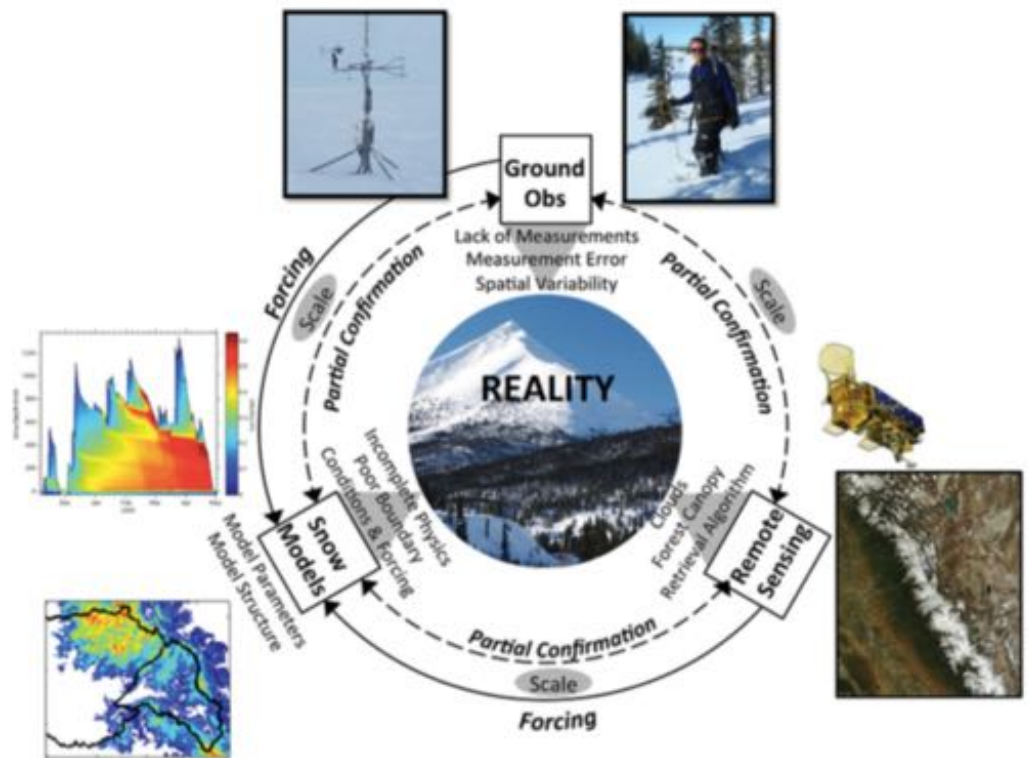 Ground
Obs
Lack of Measurements
Measurement Error
Spatial Variability
Forcing
Scale
Partial Confirmation
Partial Confirmation
Scale
REALITY
Incomplete Physics
Poor Boundary
Conditions & Forcing
Snow
Models
Model Parameters
Model Structure
Clouds
Forest Canopy
Retrieval Algorithm
Remote
Sensing
Partial Confirmation
Scale
Forcing